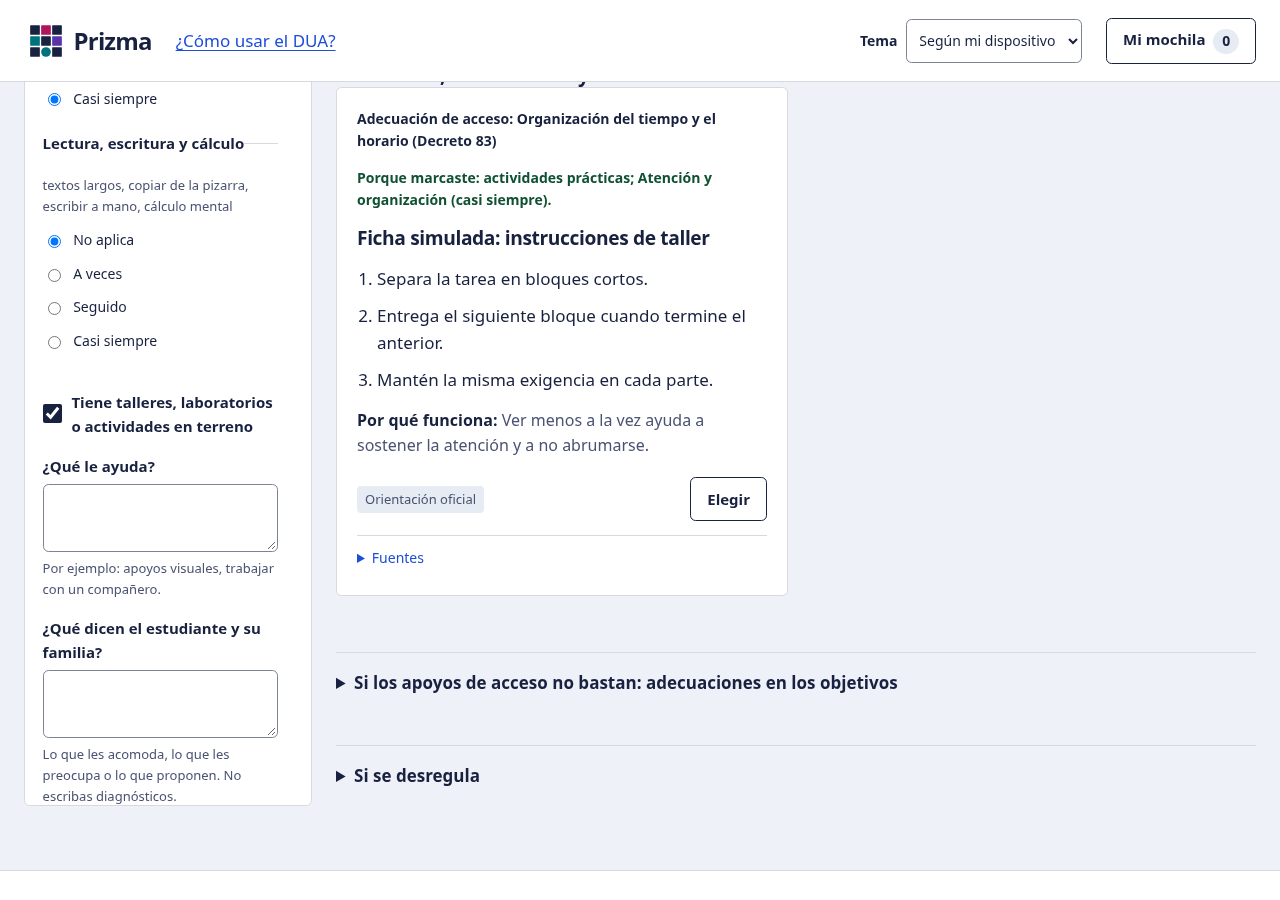 Prizma
¿Cómo usar el DUA?
Tema
Según mi dispositivo
Mi mochila 0
Casi siempre
Lectura, escritura y cálculo
textos largos, copiar de la pizarra,
escribir a mano, cálculo mental
No aplica
A veces
Seguido
Casi siempre
Tiene talleres, laboratorios
o actividades en terreno
¿Qué le ayuda?
Por ejemplo: apoyos visuales, trabajar
con un compañero.
¿Qué dicen el estudiante y su
familia?
Lo que les acomoda, lo que les
preocupa o lo que proponen. No
escribas diagnósticos.
Adecuación de acceso: Organización del tiempo y el
horario (Decreto 83)
Porque marcaste: actividades prácticas; Atención y
organización (casi siempre).
Ficha simulada: instrucciones de taller
1. Separa la tarea en bloques cortos.
2. Entrega el siguiente bloque cuando termine el
anterior.
3. Mantén la misma exigencia en cada parte.
Por qué funciona: Ver menos a la vez ayuda a
sostener la atención y a no abrumarse.
Orientación oficial
Elegir
Fuentes
Si los apoyos de acceso no bastan: adecuaciones en los objetivos
Si se desregula